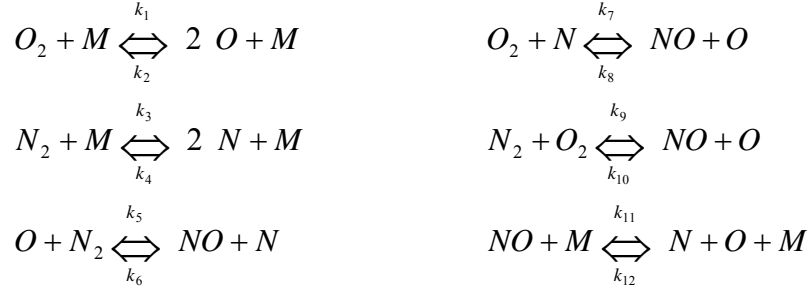 k₁
O₂ + M ⇔ 2 O + M
k₂
k₃
N₂ + M ⇔ 2 N + M
k₄
k₅
O + N₂ ⇔ NO + N
k₆
k₇
O₂ + N ⇔ NO + O
k₈
k₉
N₂ + O₂ ⇔ NO + O
k₁₀
k₁₁
NO + M ⇔ N + O + M
k₁₂